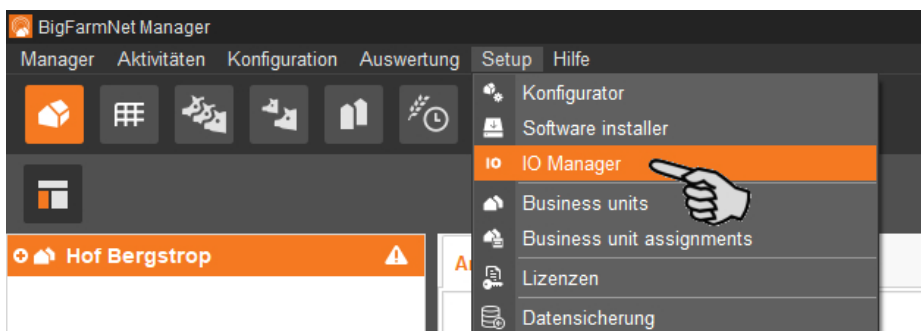 BigFarmNet Manager
Manager Aktivitäten Konfiguration Auswertung Setup Hilfe
Konfigurator
Software installer
IO IO Manager
Business units
Business unit assignments
Lizenzen
Datensicherung
Hof Bergstrop